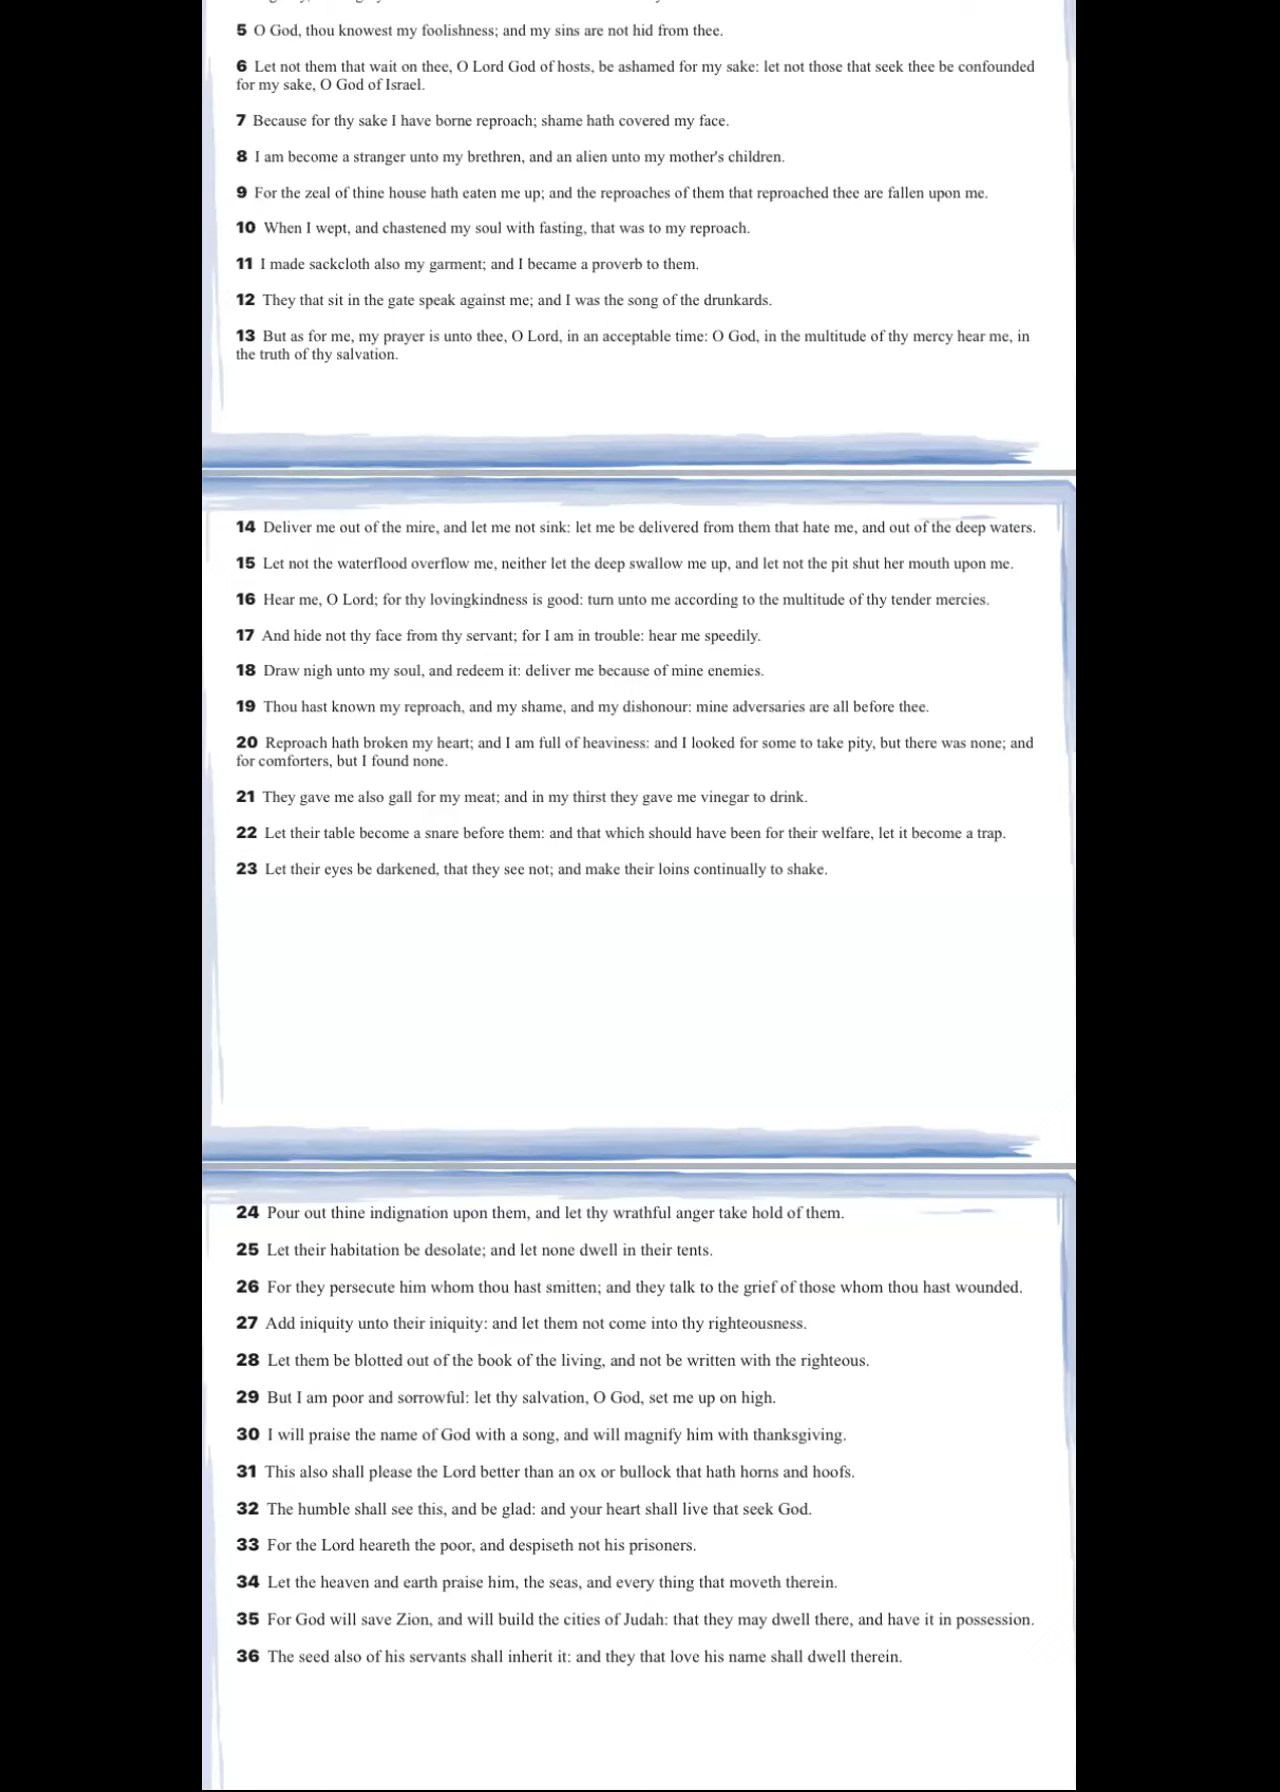 5 O God, thou knowest my foolishness; and my sins are not hid from thee.
6 Let not them that wait on thee, O Lord God of hosts, be ashamed for my sake: let not those that seek thee be confounded
for my sake, O God of Israel.
7 Because for thy sake I have borne reproach; shame hath covered my face.
8 I am become a stranger unto my brethren, and an alien unto my mother's children.
9 For the zeal of thine house hath eaten me up; and the reproaches of them that reproached thee are fallen upon me.
10 When I wept, and chastened my soul with fasting, that was to my reproach.
11 I made sackcloth also my garment; and I became a proverb to them.
12 They that sit in the gate speak against me; and I was the song of the drunkards.
13 But as for me, my prayer is unto thee, O Lord, in an acceptable time: O God, in the multitude of thy mercy hear me, in
the truth of thy salvation.
14 Deliver me out of the mire, and let me not sink: let me be delivered from them that hate me, and out of the deep waters.
15 Let not the waterflood overflow me, neither let the deep swallow me up, and let not the pit shut her mouth upon me.
16 Hear me, O Lord; for thy lovingkindness is good: turn unto me according to the multitude of thy tender mercies.
17 And hide not thy face from thy servant; for I am in trouble: hear me speedily.
18 Draw nigh unto my soul, and redeem it: deliver me because of mine enemies.
19 Thou hast known my reproach, and my shame, and my dishonour: mine adversaries are all before thee.
20 Reproach hath broken my heart; and I am full of heaviness: and I looked for some to take pity, but there was none; and
for comforters, but I found none.
21 They gave me also gall for my meat; and in my thirst they gave me vinegar to drink.
22 Let their table become a snare before them: and that which should have been for their welfare, let it become a trap.
23 Let their eyes be darkened, that they see not; and make their loins continually to shake.
24 Pour out thine indignation upon them, and let thy wrathful anger take hold of them.
25 Let their habitation be desolate; and let none dwell in their tents.
26 For they persecute him whom thou hast smitten; and they talk to the grief of those whom thou hast wounded.
27 Add iniquity unto their iniquity: and let them not come into thy righteousness.
28 Let them be blotted out of the book of the living, and not be written with the righteous.
29 But I am poor and sorrowful: let thy salvation, O God, set me up on high.
30 I will praise the name of God with a song, and will magnify him with thanksgiving.
31 This also shall please the Lord better than an ox or bullock that hath horns and hoofs.
32 The humble shall see this, and be glad: and your heart shall live that seek God.
33 For the Lord heareth the poor, and despiseth not his prisoners.
34 Let the heaven and earth praise him, the seas, and every thing that moveth therein.
35 For God will save Zion, and will build the cities of Judah: that they may dwell there, and have it in possession.
36 The seed also of his servants shall inherit it: and they that love his name shall dwell therein.